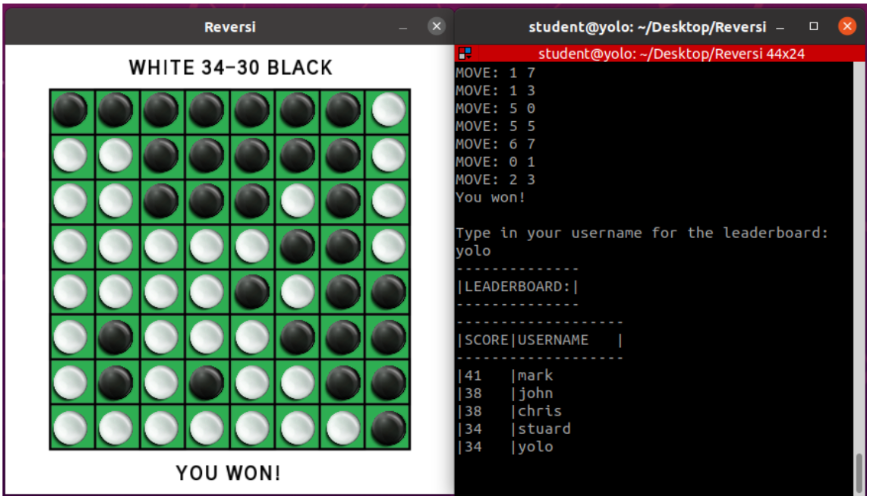 Reversi
WHITE 34-30 BLACK
YOU WON!
student@yolo: ~/Desktop/Reversi
student@yolo: ~/Desktop/Reversi 44x24
MOVE: 1 7
MOVE: 1 3
MOVE: 5 0
MOVE: 5 5
MOVE: 6 7
MOVE: 0 1
MOVE: 2 3
You won!
Type in your username for the leaderboard:
yolo
--------------
|LEADERBOARD:|
--------------
-------------------
|SCORE|USERNAME   |
-------------------
|41   |mark
|38   |john
|38   |chris
|34   |stuard
|34   |yolo